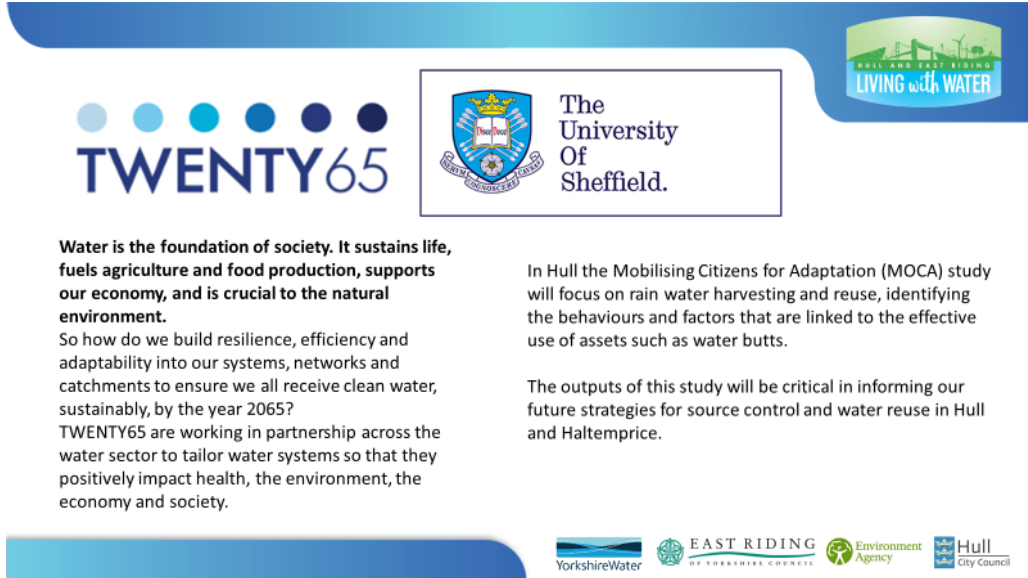 HULL AND EAST RIDING
LIVING with WATER
TWENTY65
The
University
Of
Sheffield.
Disce Doce
RERVM
COGNOSCERE
CAVSAS
Water is the foundation of society. It sustains life,
fuels agriculture and food production, supports
our economy, and is crucial to the natural
environment.
So how do we build resilience, efficiency and
adaptability into our systems, networks and
catchments to ensure we all receive clean water,
sustainably, by the year 2065?
TWENTY65 are working in partnership across the
water sector to tailor water systems so that they
positively impact health, the environment, the
economy and society.
In Hull the Mobilising Citizens for Adaptation (MOCA) study
will focus on rain water harvesting and reuse, identifying
the behaviours and factors that are linked to the effective
use of assets such as water butts.
The outputs of this study will be critical in informing our
future strategies for source control and water reuse in Hull
and Haltemprice.
YorkshireWater
EAST RIDING
OF YORKSHIRE COUNCIL
Environment
Agency
Hull
City Council